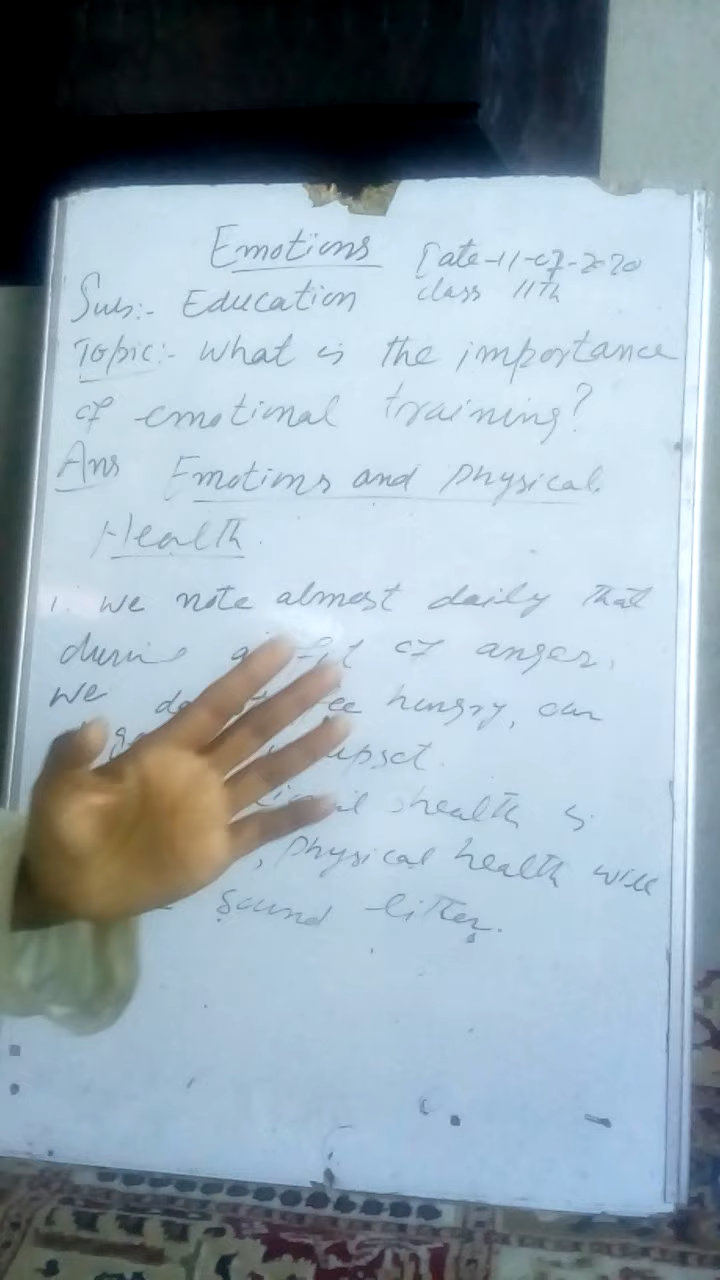 Emotions Date-11-07-2020
Sub:- Education class 11th
Topic:- What is the importance
of emotional training?
Ans Emotions and Physical
Health.
1. We note almost daily that
during a fit of anger,
We hungry, our
upset.
health is
, Physical health will
sound either.